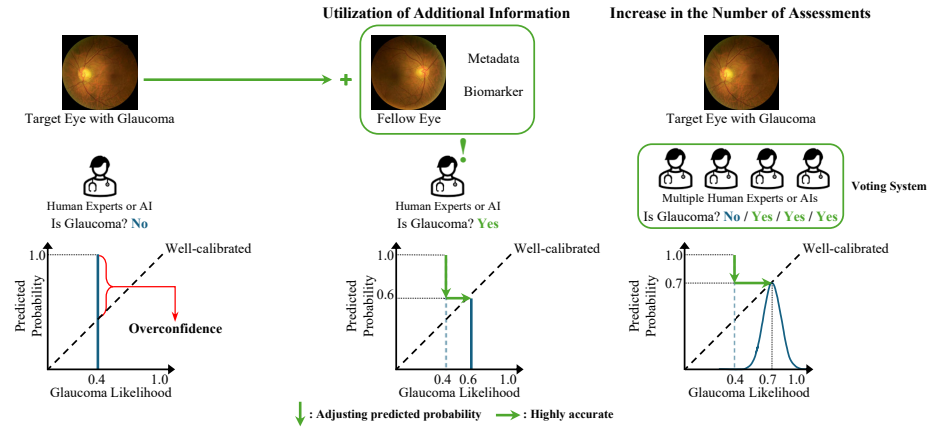 Utilization of Additional Information
Increase in the Number of Assessments
Metadata
Biomarker
Target Eye with Glaucoma
Fellow Eye
Target Eye with Glaucoma
!
Human Experts or AI
Is Glaucoma? No
Human Experts or AI
Is Glaucoma? Yes
Multiple Human Experts or AIs
Is Glaucoma? No / Yes / Yes / Yes
Voting System
Well-calibrated
1.0
Predicted
Probability
Overconfidence
0.4
1.0
Glaucoma Likelihood
Well-calibrated
1.0
0.6
Predicted
Probability
0.4 0.6
1.0
Glaucoma Likelihood
Well-calibrated
1.0
0.7
Predicted
Probability
0.4
0.7
1.0
Glaucoma Likelihood
: Adjusting predicted probability
: Highly accurate